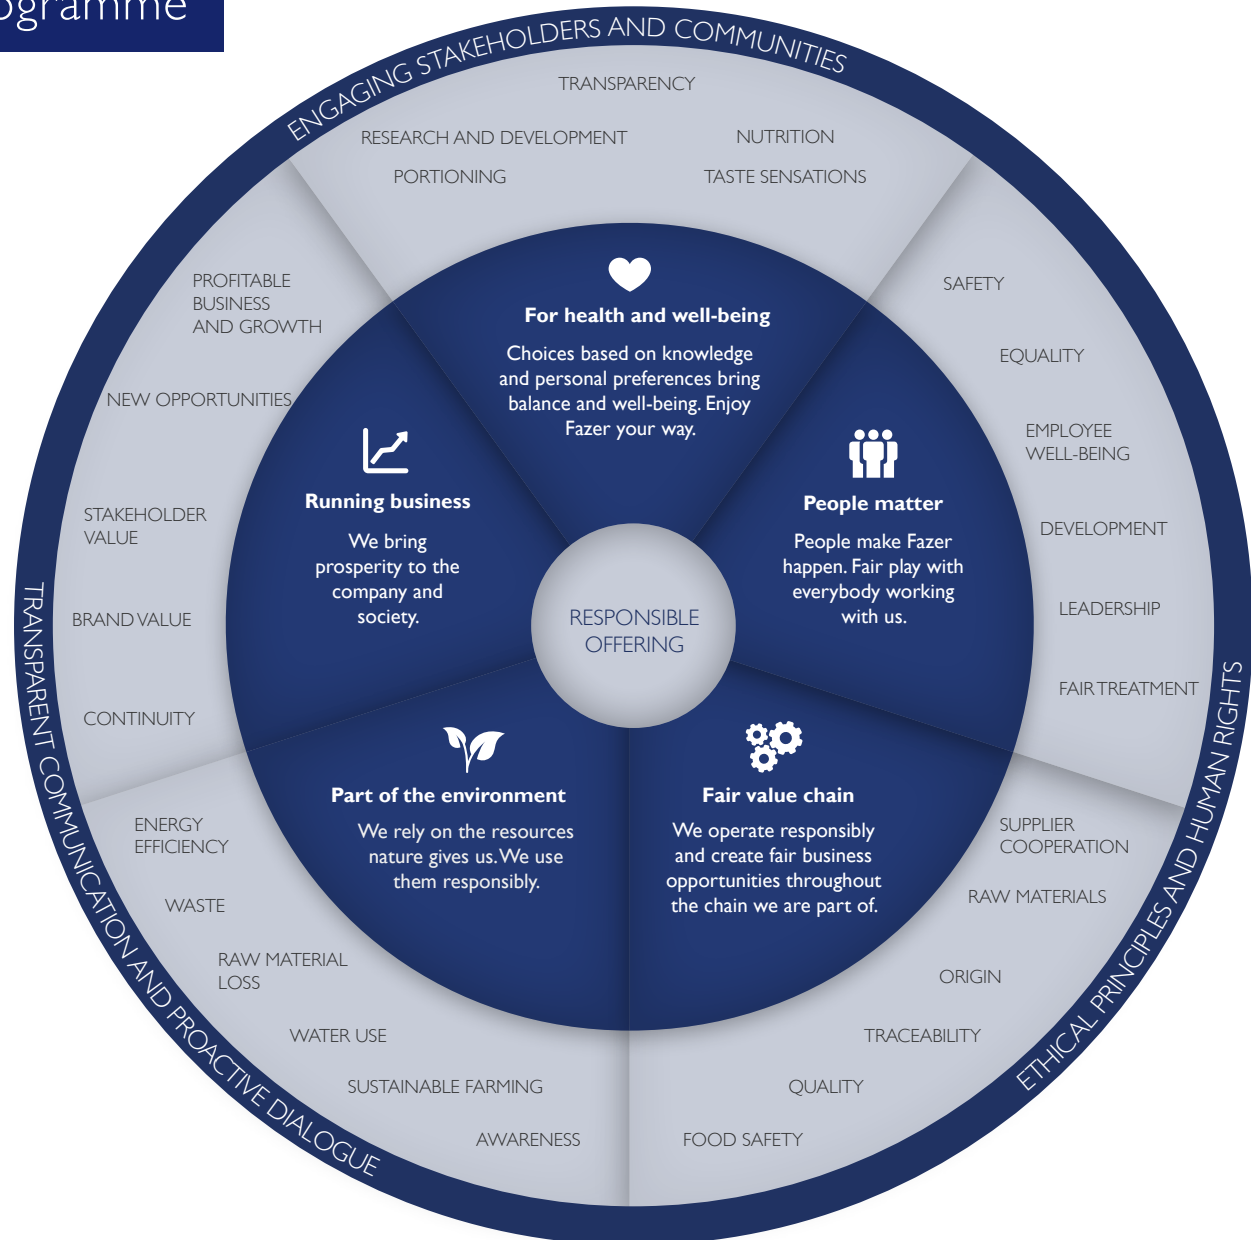 ogramme
ENGAGING STAKEHOLDERS AND COMMUNITIES
TRANSPARENCY
RESEARCH AND DEVELOPMENT
NUTRITION
PORTIONING
TASTE SENSATIONS
For health and well-being
Choices based on knowledge
and personal preferences bring
balance and well-being. Enjoy
Fazer your way.
SAFETY
EQUALITY
EMPLOYEE
WELL-BEING
DEVELOPMENT
LEADERSHIP
FAIR TREATMENT
People matter
People make Fazer
happen. Fair play with
everybody working
with us.
ETHICAL PRINCIPLES AND HUMAN RIGHTS
SUPPLIER
COOPERATION
RAW MATERIALS
ORIGIN
TRACEABILITY
QUALITY
FOOD SAFETY
Fair value chain
We operate responsibly
and create fair business
opportunities throughout
the chain we are part of.
Part of the environment
We rely on the resources
nature gives us. We use
them responsibly.
ENERGY
EFFICIENCY
WASTE
RAW MATERIAL
LOSS
WATER USE
SUSTAINABLE FARMING
AWARENESS
TRANSPARENT COMMUNICATION AND PROACTIVE DIALOGUE
PROFITABLE
BUSINESS
AND GROWTH
NEW OPPORTUNITIES
STAKEHOLDER
VALUE
BRAND VALUE
CONTINUITY
Running business
We bring
prosperity to the
company and
society.
RESPONSIBLE
OFFERING